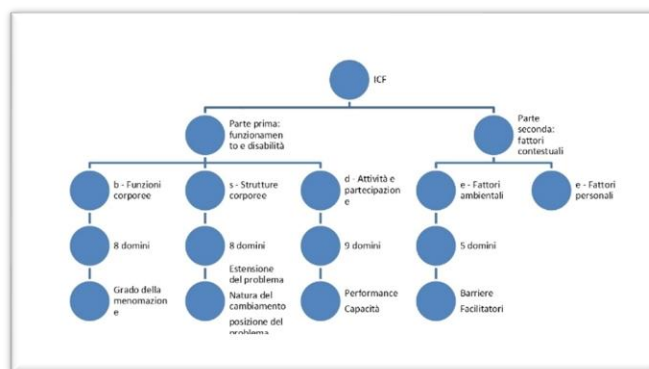 ICF
Parte prima:
funzionamen
to e disabilità
Parte
seconda:
fattori
contestuali
b - Funzioni
corporee
s - Strutture
corporee
d - Attività e
partecipazion
e
e - Fattori
ambientali
e - Fattori
personali
8 domini
8 domini
9 domini
5 domini
Grado della
menomazion
e
Estensione
del problema
Natura del
cambiamento
posizione del
problema
Performance
Capacità
Barriere
Facilitatori